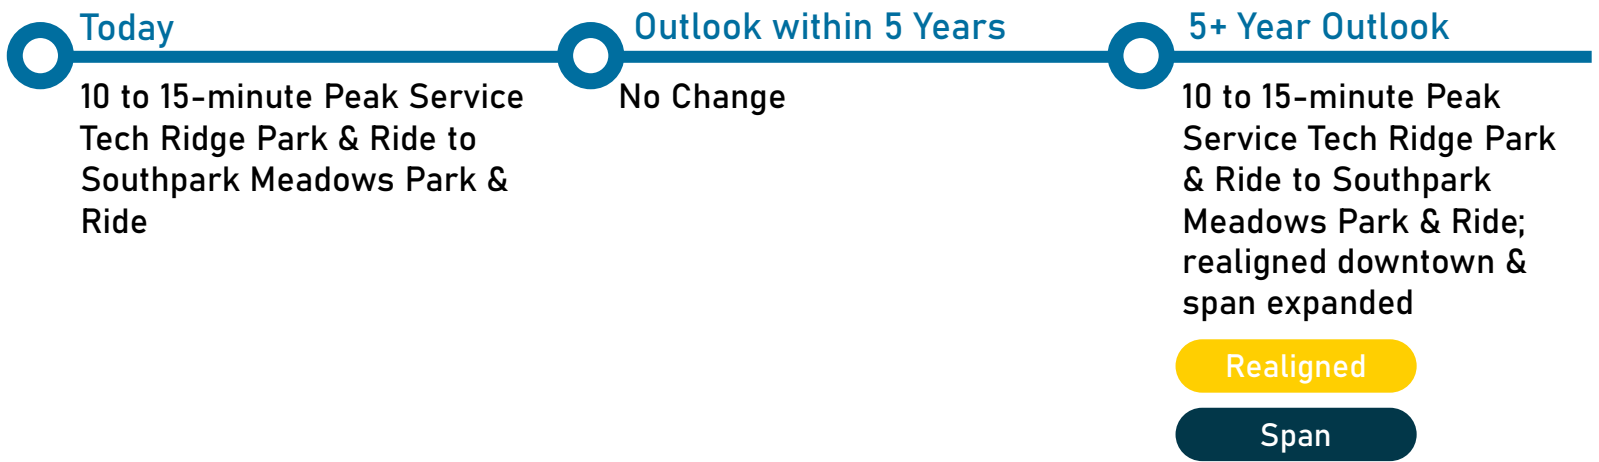 Today
10 to 15-minute Peak Service
Tech Ridge Park & Ride to
Southpark Meadows Park &
Ride
Outlook within 5 Years
No Change
5+ Year Outlook
10 to 15-minute Peak
Service Tech Ridge Park
& Ride to Southpark
Meadows Park & Ride;
realigned downtown &
span expanded
Realigned
Span